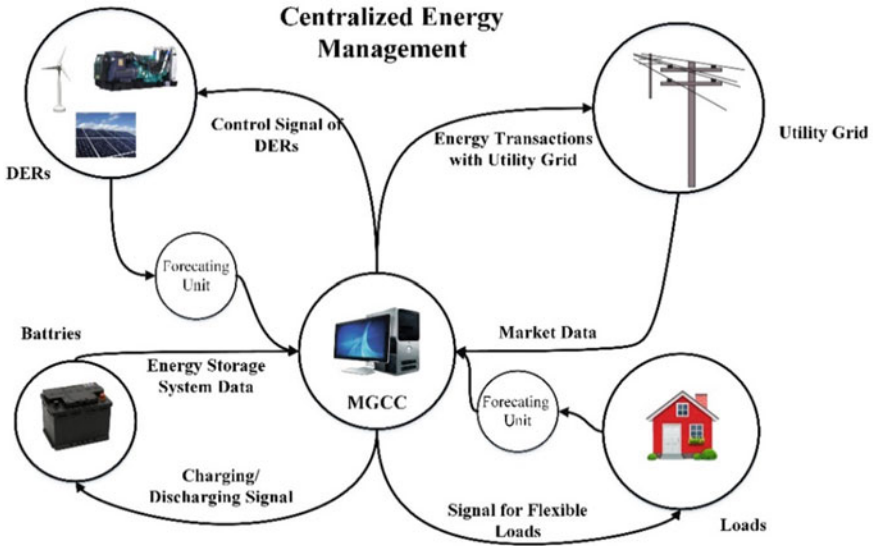 Centralized Energy
Management
Control Signal of
DERs
Energy Transactions
with Utility Grid
Utility Grid
DERs
Forecating
Unit
Battries
Market Data
Energy Storage
System Data
MGCC
Forecating
Unit
Charging/
Discharging Signal
Signal for Flexible
Loads
Loads